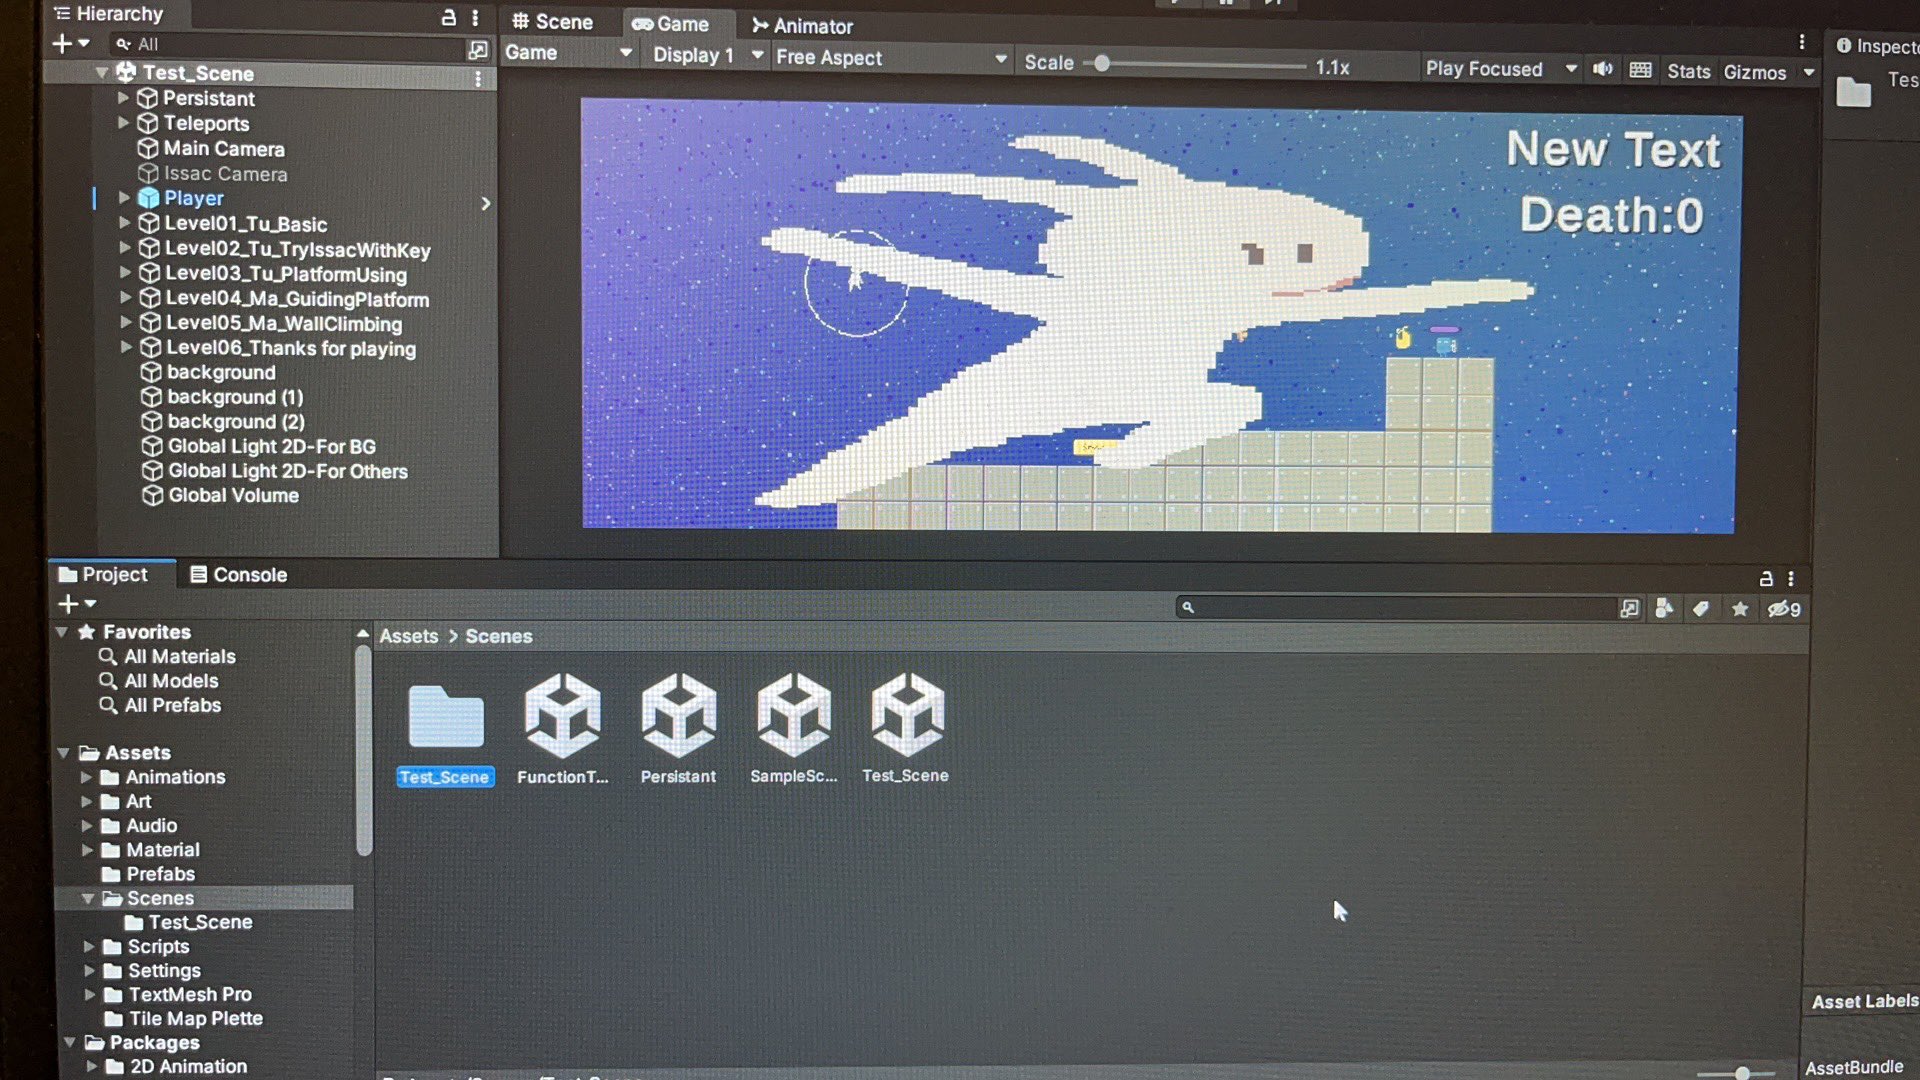 Hierarchy
All
Test_Scene
Persistant
Teleports
Main Camera
Issac Camera
Player
Level01_Tu_Basic
Level02_Tu_TryIssacWithKey
Level03_Tu_PlatformUsing
Level04_Ma_GuidingPlatform
Level05_Ma_WallClimbing
Level06_Thanks for playing
background
background (1)
background (2)
Global Light 2D-For BG
Global Light 2D-For Others
Global Volume
Scene Game Animator
Game Display 1 Free Aspect Scale 1.1x Play Focused Stats Gizmos
New Text
Death:0
Inspecto
Tes
Project Console
9
Favorites
All Materials
All Models
All Prefabs
Assets
Animations
Art
Audio
Material
Prefabs
Scenes
Test_Scene
Scripts
Settings
TextMesh Pro
Tile Map Plette
Packages
2D Animation
Assets > Scenes
Test_Scene FunctionT... Persistant SampleSc... Test_Scene
Asset Labels
AssetBundle